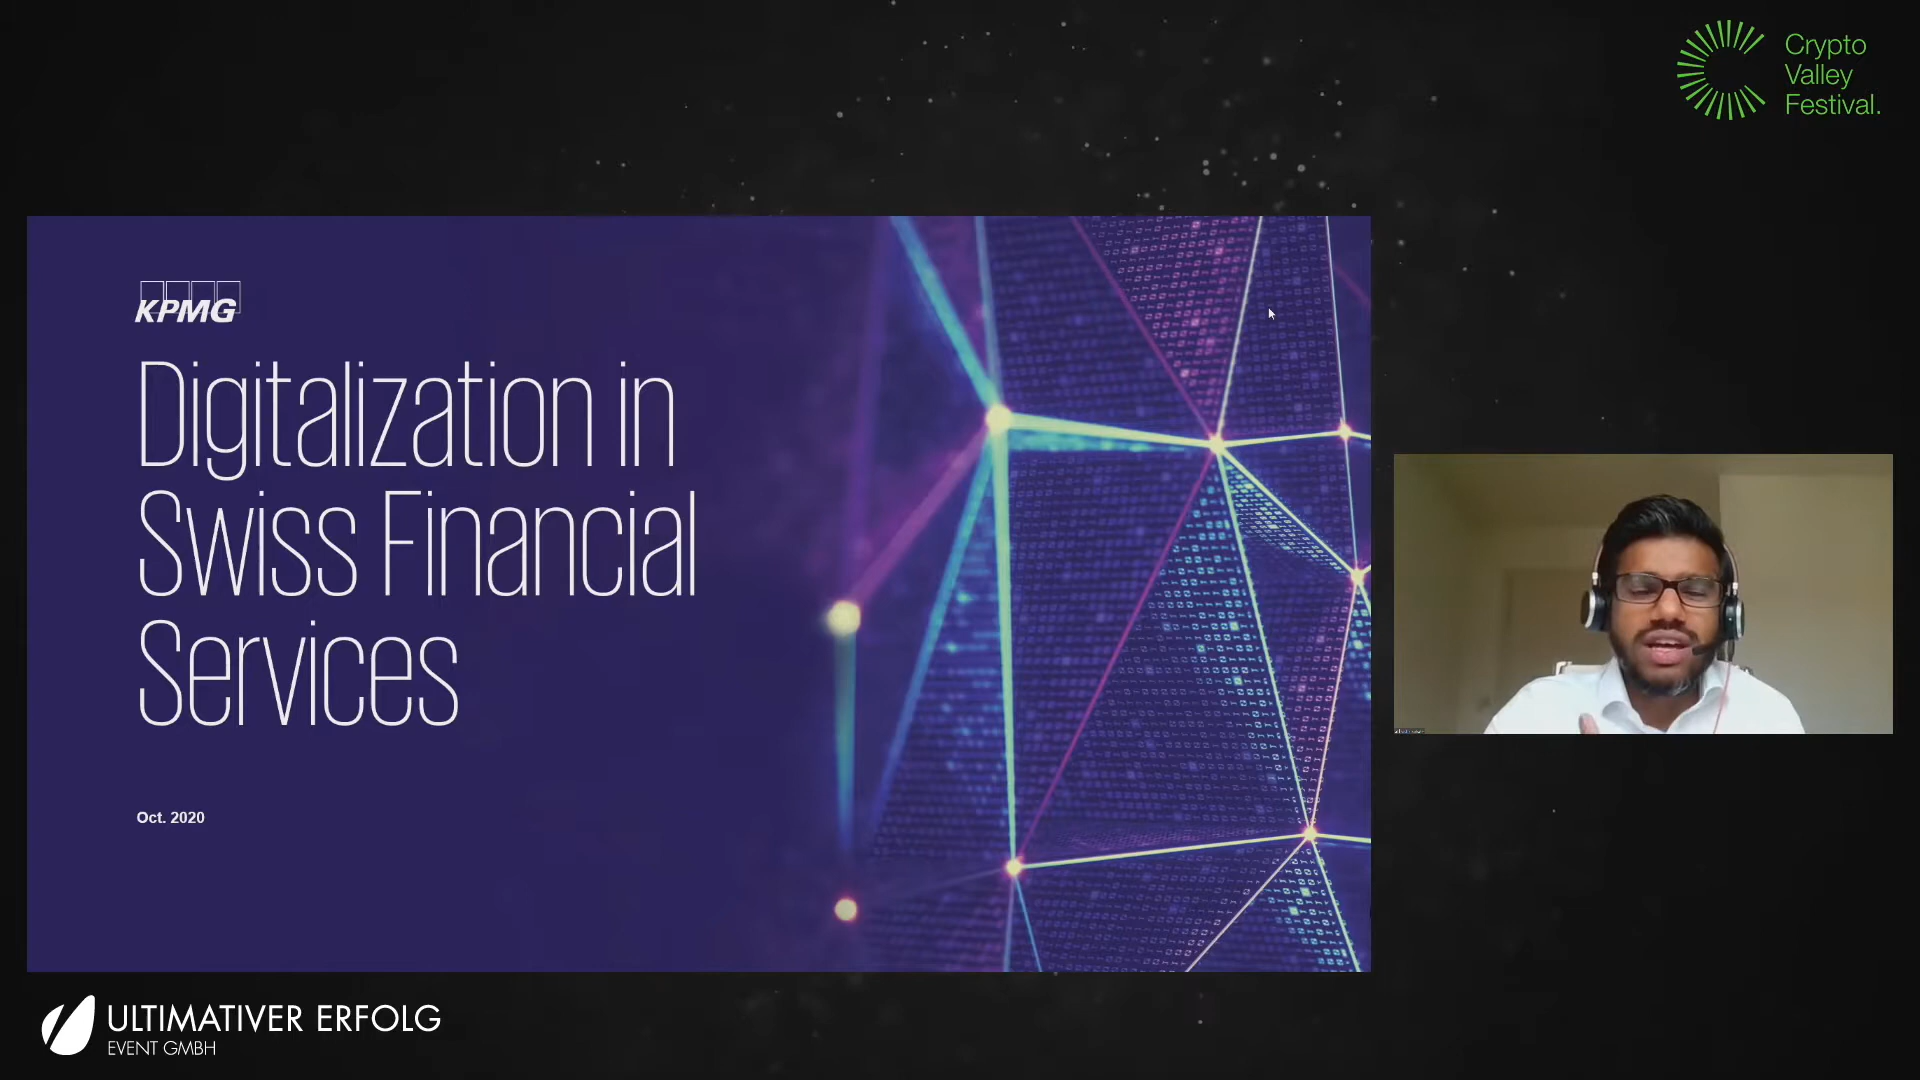 Crypto
Valley
Festival.
KPMG
Digitalization in
Swiss Financial
Services
Oct. 2020
ULTIMATIVER ERFOLG
EVENT GMBH